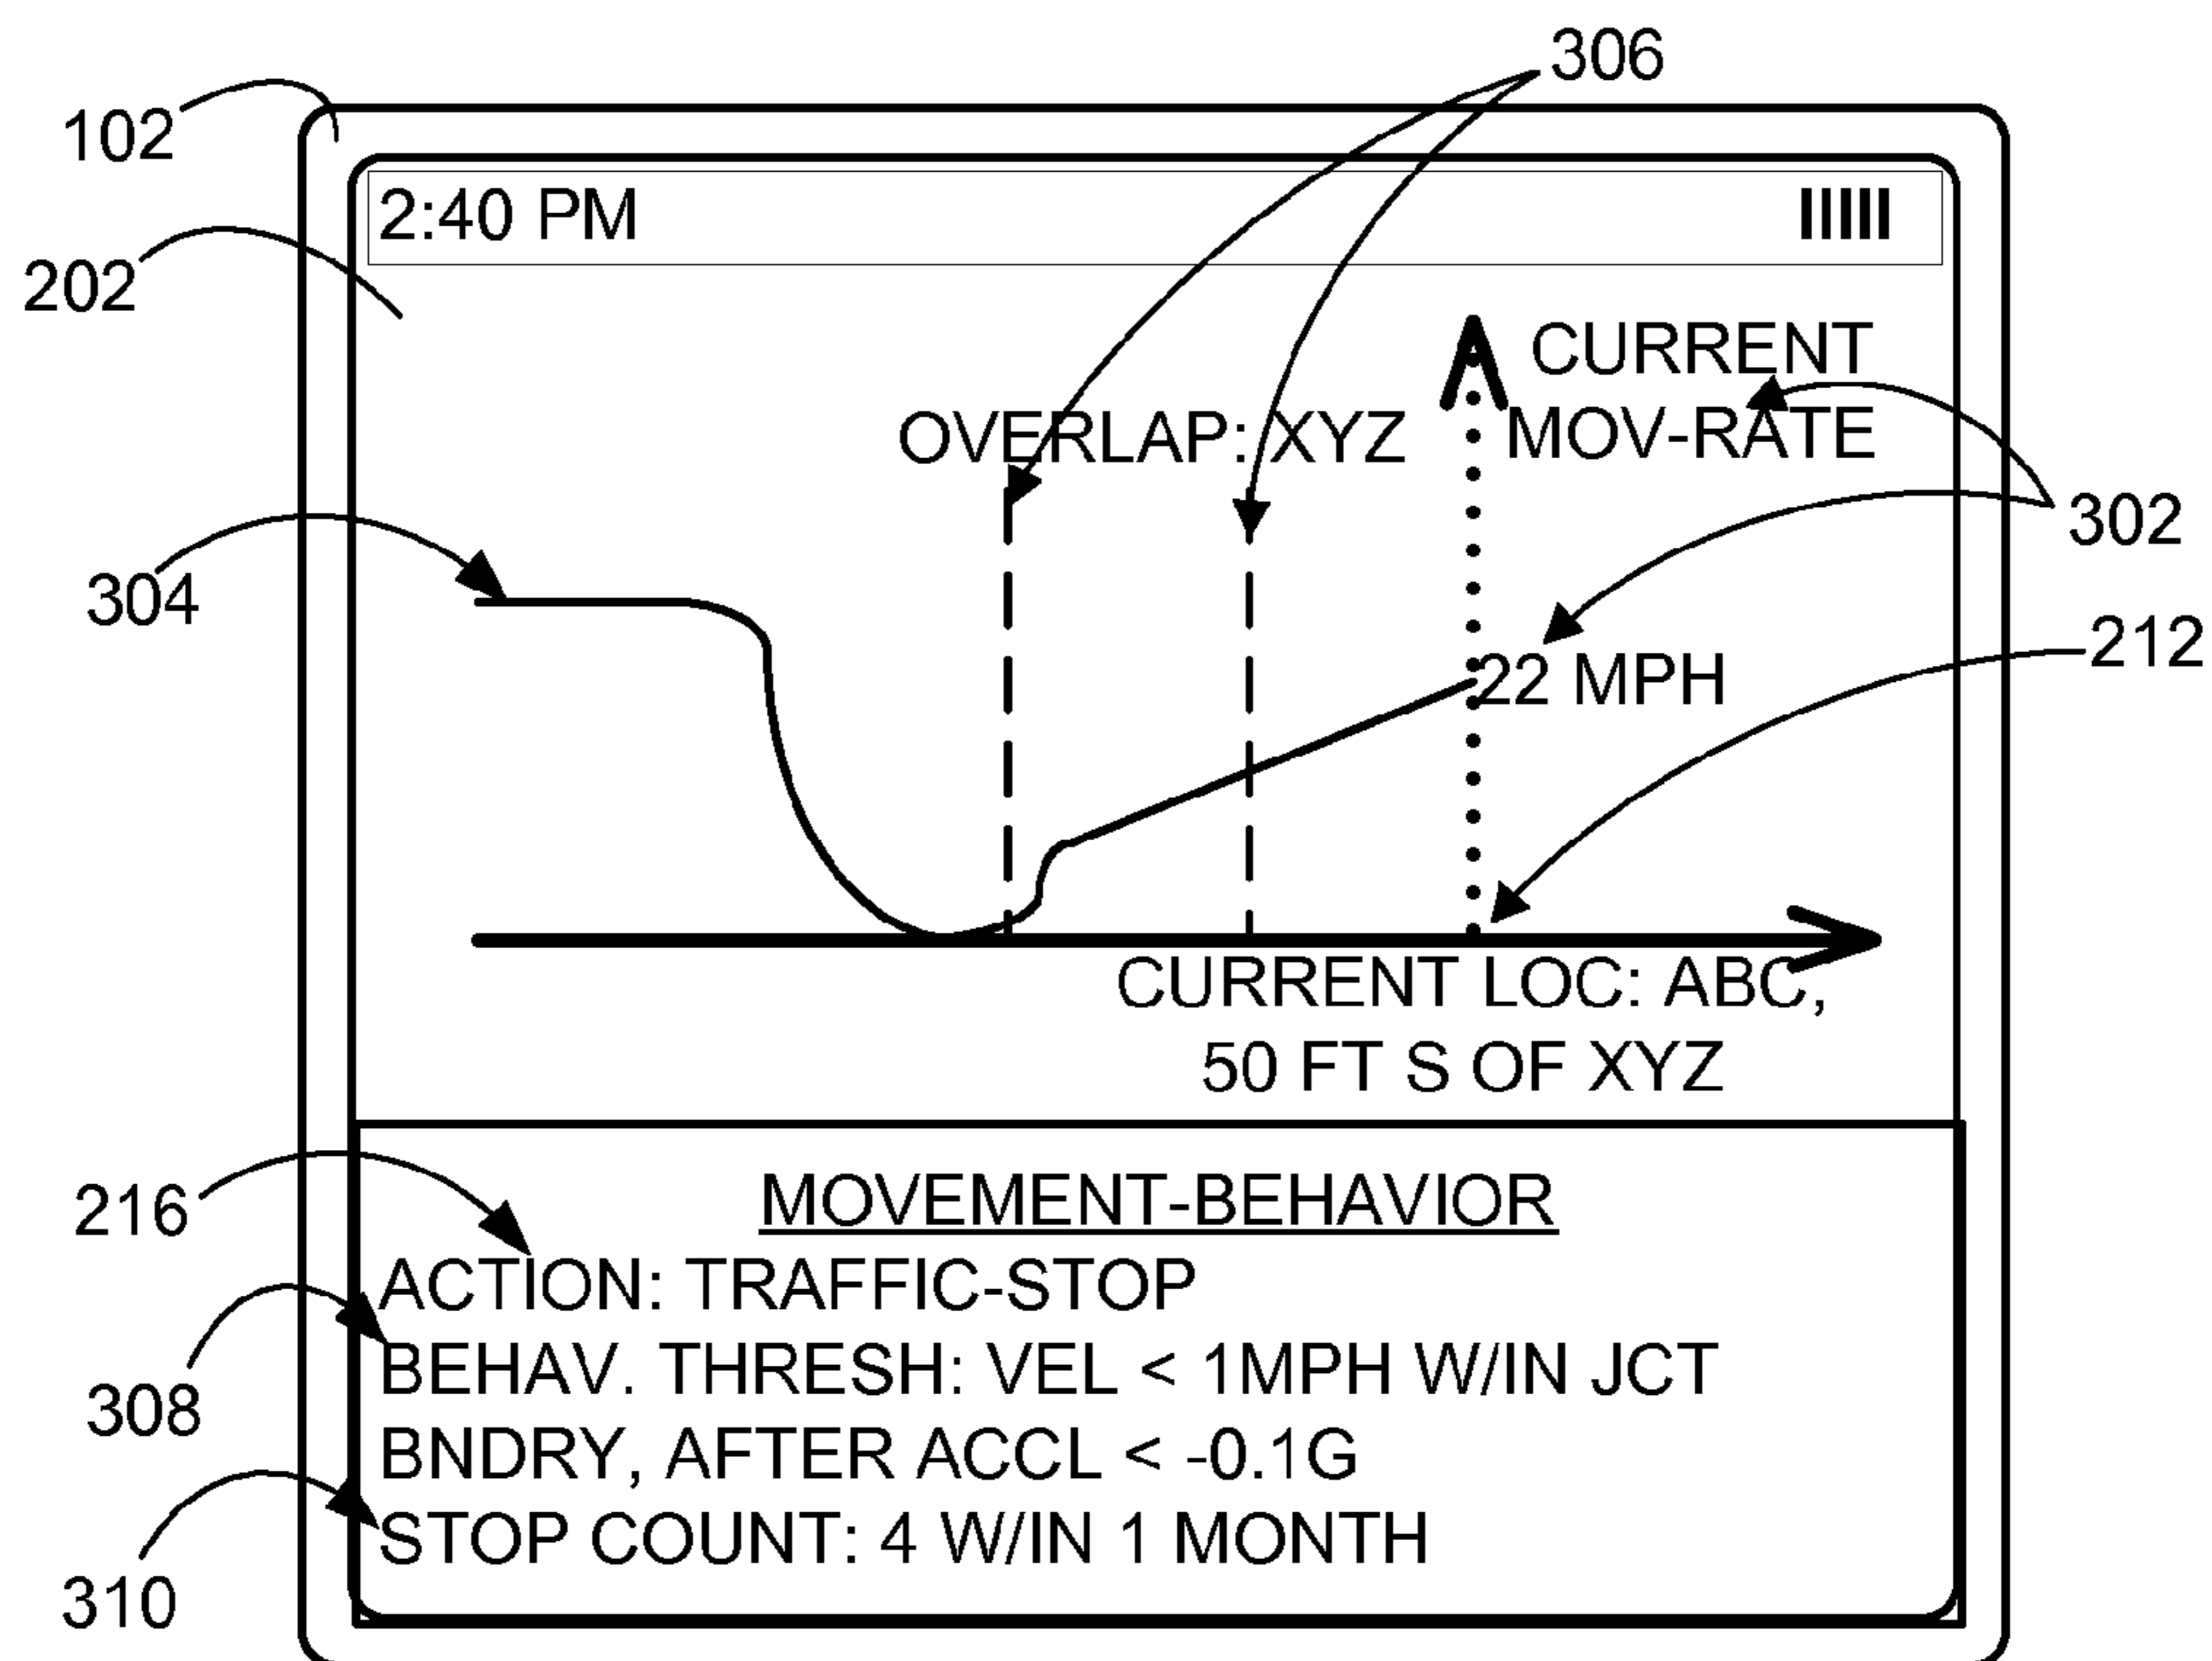 306
102
2:40 PM
202
CURRENT
MOV-RATE
OVERLAP: XYZ
302
304
212
22 MPH
CURRENT LOC: ABC,
50 FT S OF XYZ
216
MOVEMENT-BEHAVIOR
ACTION: TRAFFIC-STOP
308
BEHAV. THRESH: VEL < 1MPH W/IN JCT
BNDRY, AFTER ACCL < -0.1G
310
STOP COUNT: 4 W/IN 1 MONTH